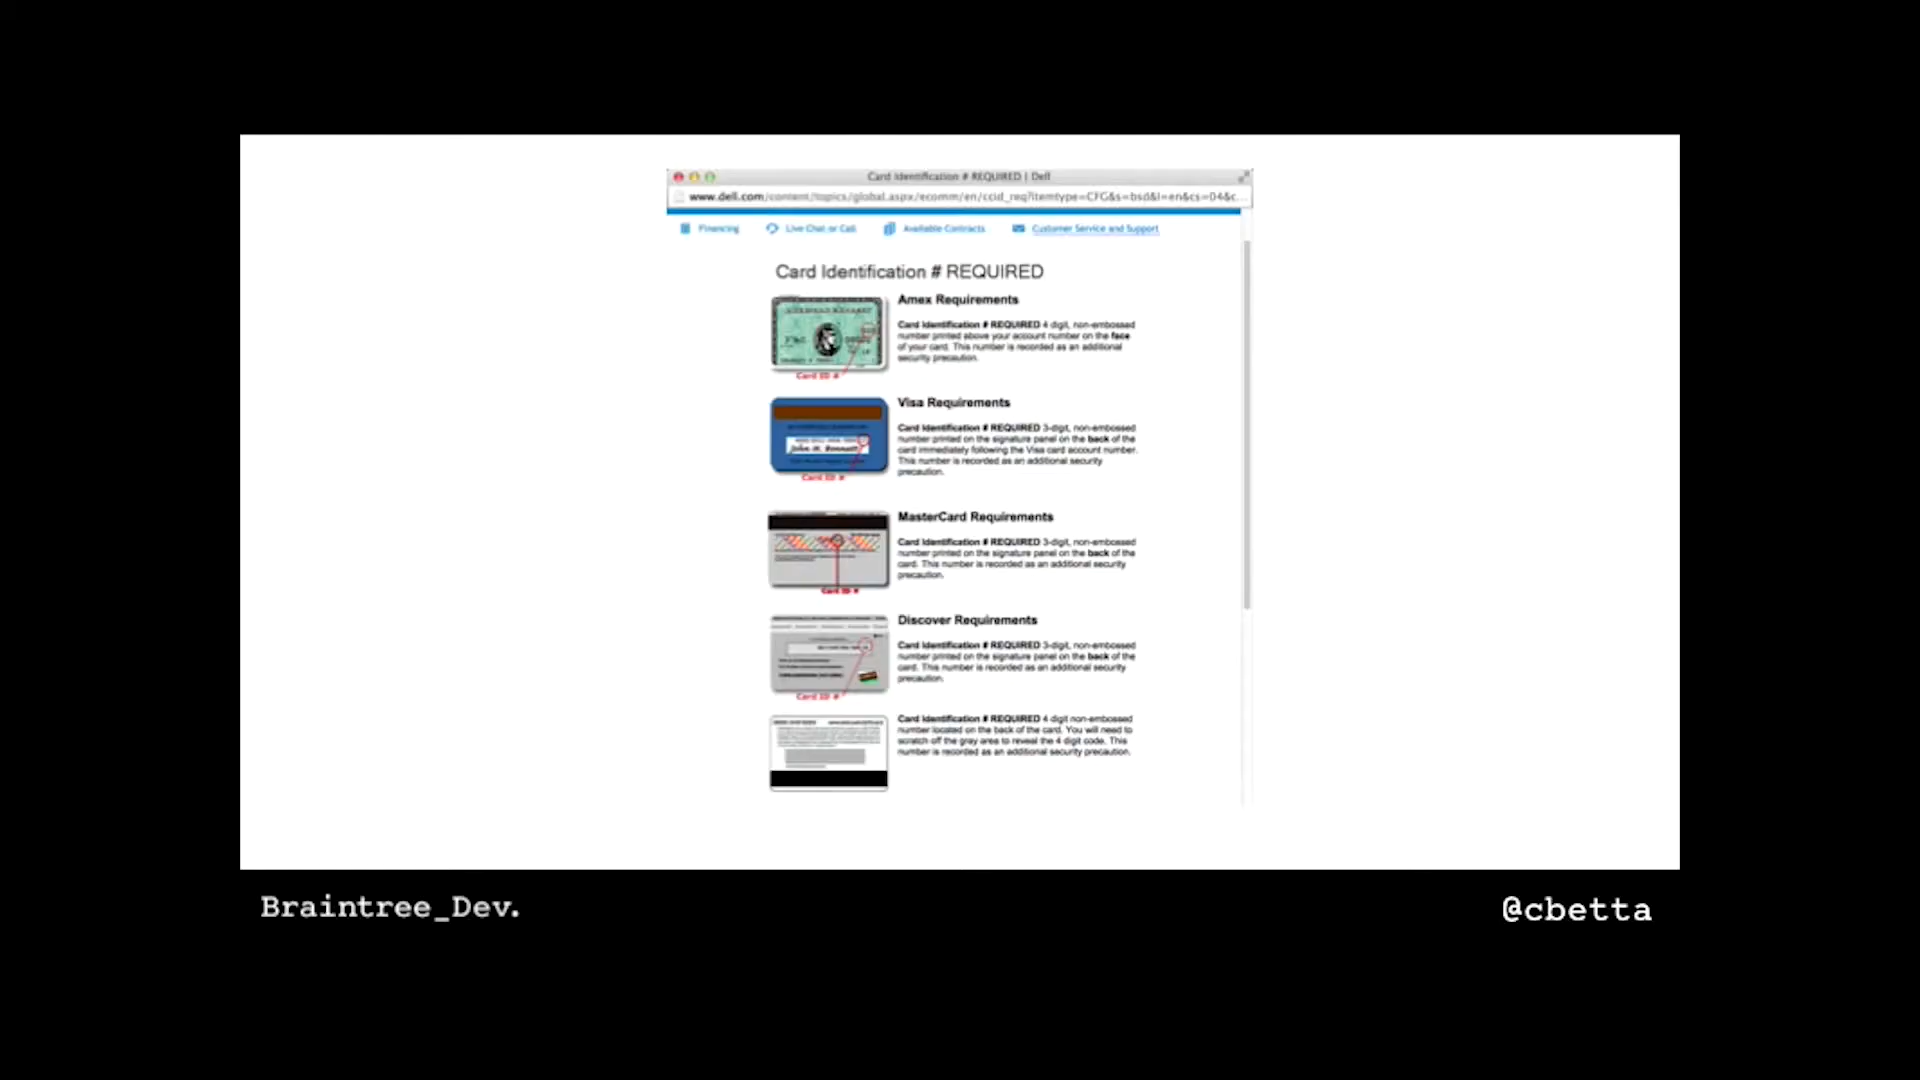 Card Identification # REQUIRED | Dell
www.dell.com/content/topics/global.aspx/ecomm/en/ccid_req?itemtype=CFG&s=bsd&l=en&cs=04&c...
Financing
Live Chat or Call
Available Contracts
Customer Service and Support
Card Identification # REQUIRED
Amex Requirements
Card Identification # REQUIRED 4 digit, non-embossed
number printed above your account number on the face
of your card. This number is recorded as an additional
security precaution.
Card ID #
Visa Requirements
Card Identification # REQUIRED 3-digit, non-embossed
number printed on the signature panel on the back of the
card immediately following the Visa card account number.
This number is recorded as an additional security
precaution.
John M. Bennett
Card ID #
MasterCard Requirements
Card Identification # REQUIRED 3-digit, non-embossed
number printed on the signature panel on the back of the
card. This number is recorded as an additional security
precaution.
Card ID #
Discover Requirements
Card Identification # REQUIRED 3-digit, non-embossed
number printed on the signature panel on the back of the
card. This number is recorded as an additional security
precaution.
Card ID #
Card Identification # REQUIRED 4 digit non-embossed
number located on the back of the card. You will need to
scratch off the gray area to reveal the 4 digit code. This
number is recorded as an additional security precaution.
Braintree_Dev.
@cbetta